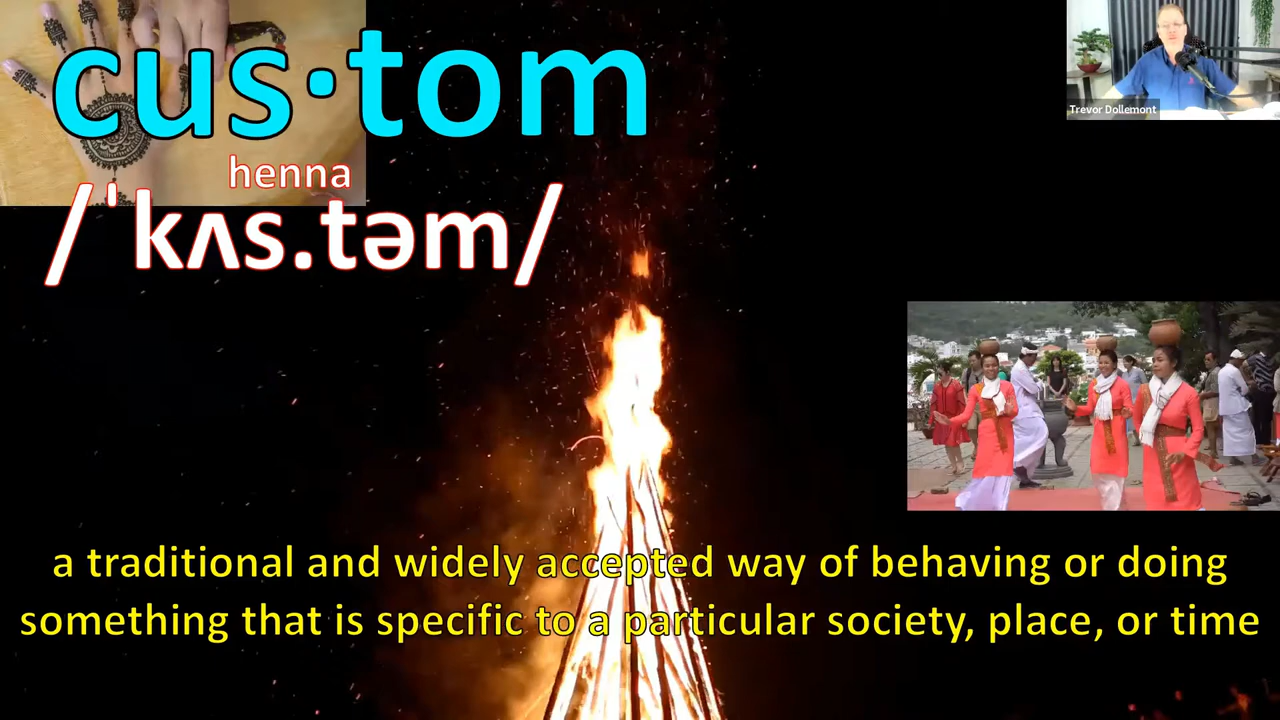 cus·tom
Trevor Dollemont
henna
/ˈkʌs.təm/
a traditional and widely accepted way of behaving or doing
something that is specific to a particular society, place, or time